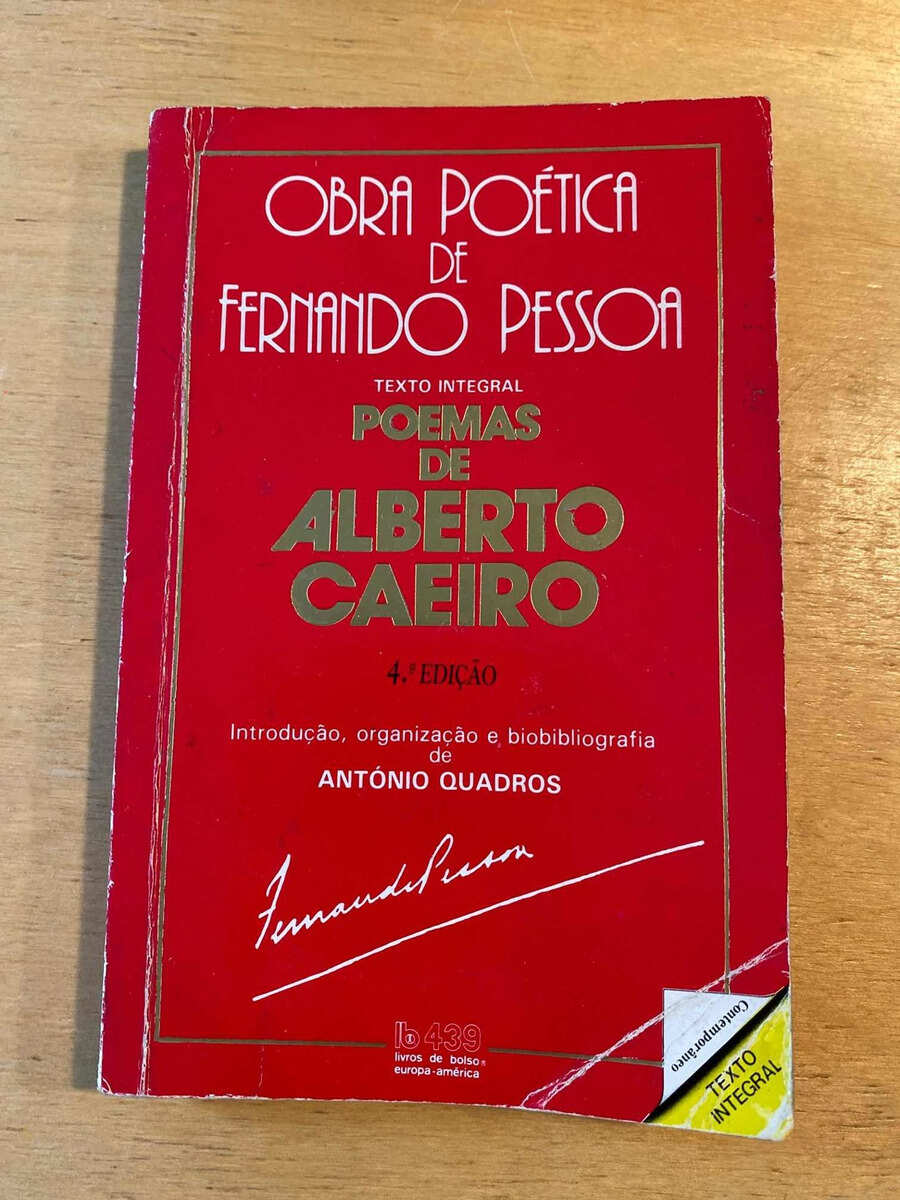 OBRA POÉTICA
DE
FERNANDO PESSOA
TEXTO INTEGRAL
POEMAS
DE
ALBERTO
CAEIRO
4.ª EDIÇÃO
Introdução, organização e biobibliografia
de
ANTÓNIO QUADROS
Fernando Pessoa
lb 439
livros de bolso
europa-américa
Contemporâneo
TEXTO
INTEGRAL